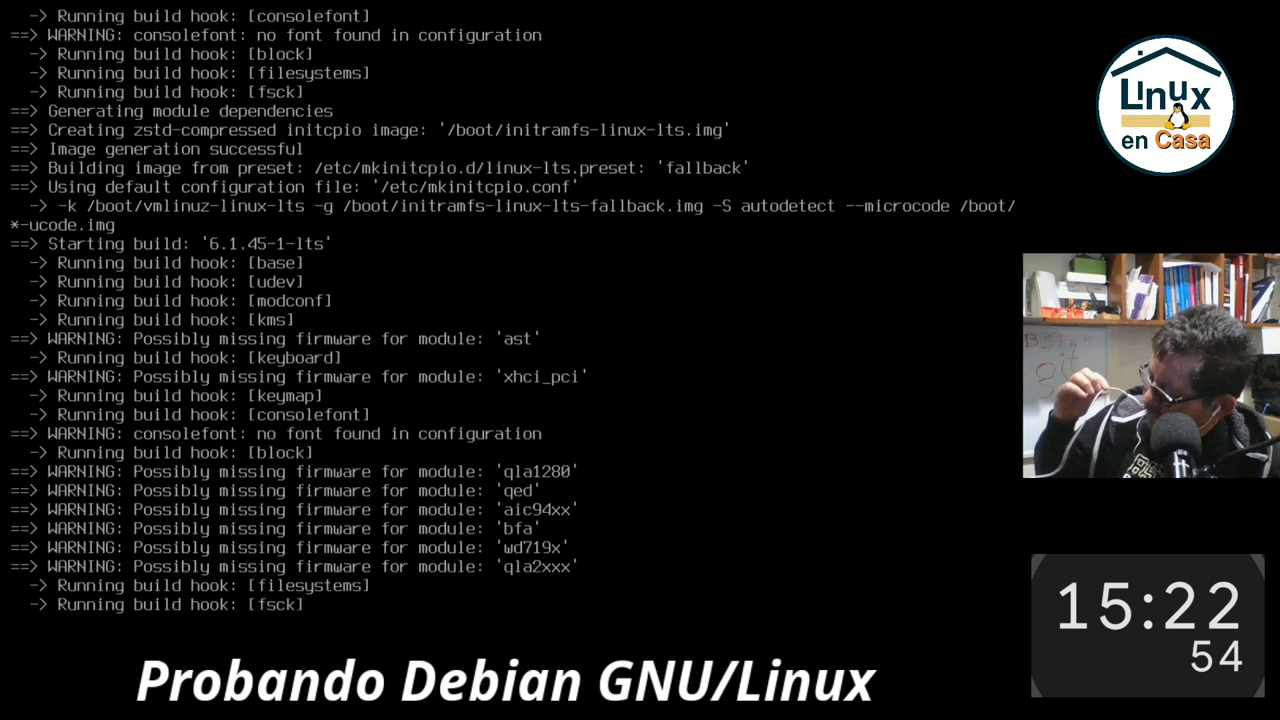 -> Running build hook: [consolefont]
==> WARNING: consolefont: no font found in configuration
-> Running build hook: [block]
-> Running build hook: [filesystems]
-> Running build hook: [fsck]
==> Generating module dependencies
==> Creating zstd-compressed initcpio image: '/boot/initramfs-linux-lts.img'
==> Image generation successful
==> Building image from preset: /etc/mkinitcpio.d/linux-lts.preset: 'fallback'
==> Using default configuration file: '/etc/mkinitcpio.conf'
-> -k /boot/vmlinuz-linux-lts -g /boot/initramfs-linux-lts-fallback.img -S autodetect --microcode /boot/
*-ucode.img
==> Starting build: '6.1.45-1-lts'
-> Running build hook: [base]
-> Running build hook: [udev]
-> Running build hook: [modconf]
-> Running build hook: [kms]
==> WARNING: Possibly missing firmware for module: 'ast'
-> Running build hook: [keyboard]
==> WARNING: Possibly missing firmware for module: 'xhci_pci'
-> Running build hook: [keymap]
-> Running build hook: [consolefont]
==> WARNING: consolefont: no font found in configuration
-> Running build hook: [block]
==> WARNING: Possibly missing firmware for module: 'qla1280'
==> WARNING: Possibly missing firmware for module: 'qed'
==> WARNING: Possibly missing firmware for module: 'aic94xx'
==> WARNING: Possibly missing firmware for module: 'bfa'
==> WARNING: Possibly missing firmware for module: 'wd719x'
==> WARNING: Possibly missing firmware for module: 'qla2xxx'
-> Running build hook: [filesystems]
-> Running build hook: [fsck]
Linux
en Casa
git
15:22
54
Probando Debian GNU/Linux